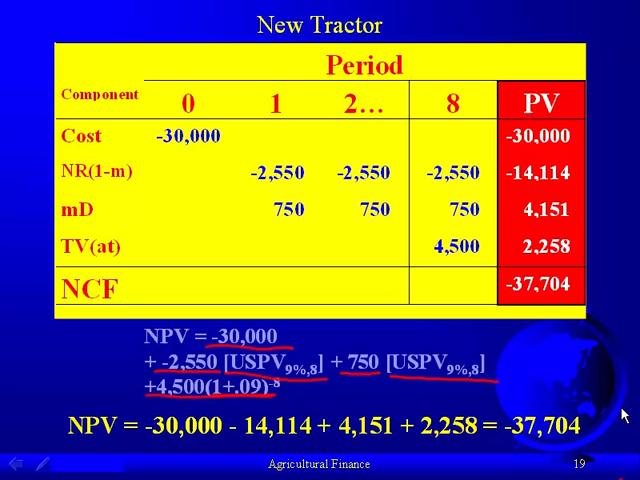 New Tractor
Period
Component 0 1 2... 8 PV
Cost -30,000 -30,000
NR(1-m) -2,550 -2,550 -2,550 -14,114
mD 750 750 750 4,151
TV(at) 4,500 2,258
NCF -37,704
NPV = -30,000
+ -2,550 [USPV9%,8] + 750 [USPV9%,8]
+4,500(1+.09)-8
NPV = -30,000 - 14,114 + 4,151 + 2,258 = -37,704
Agricultural Finance 19